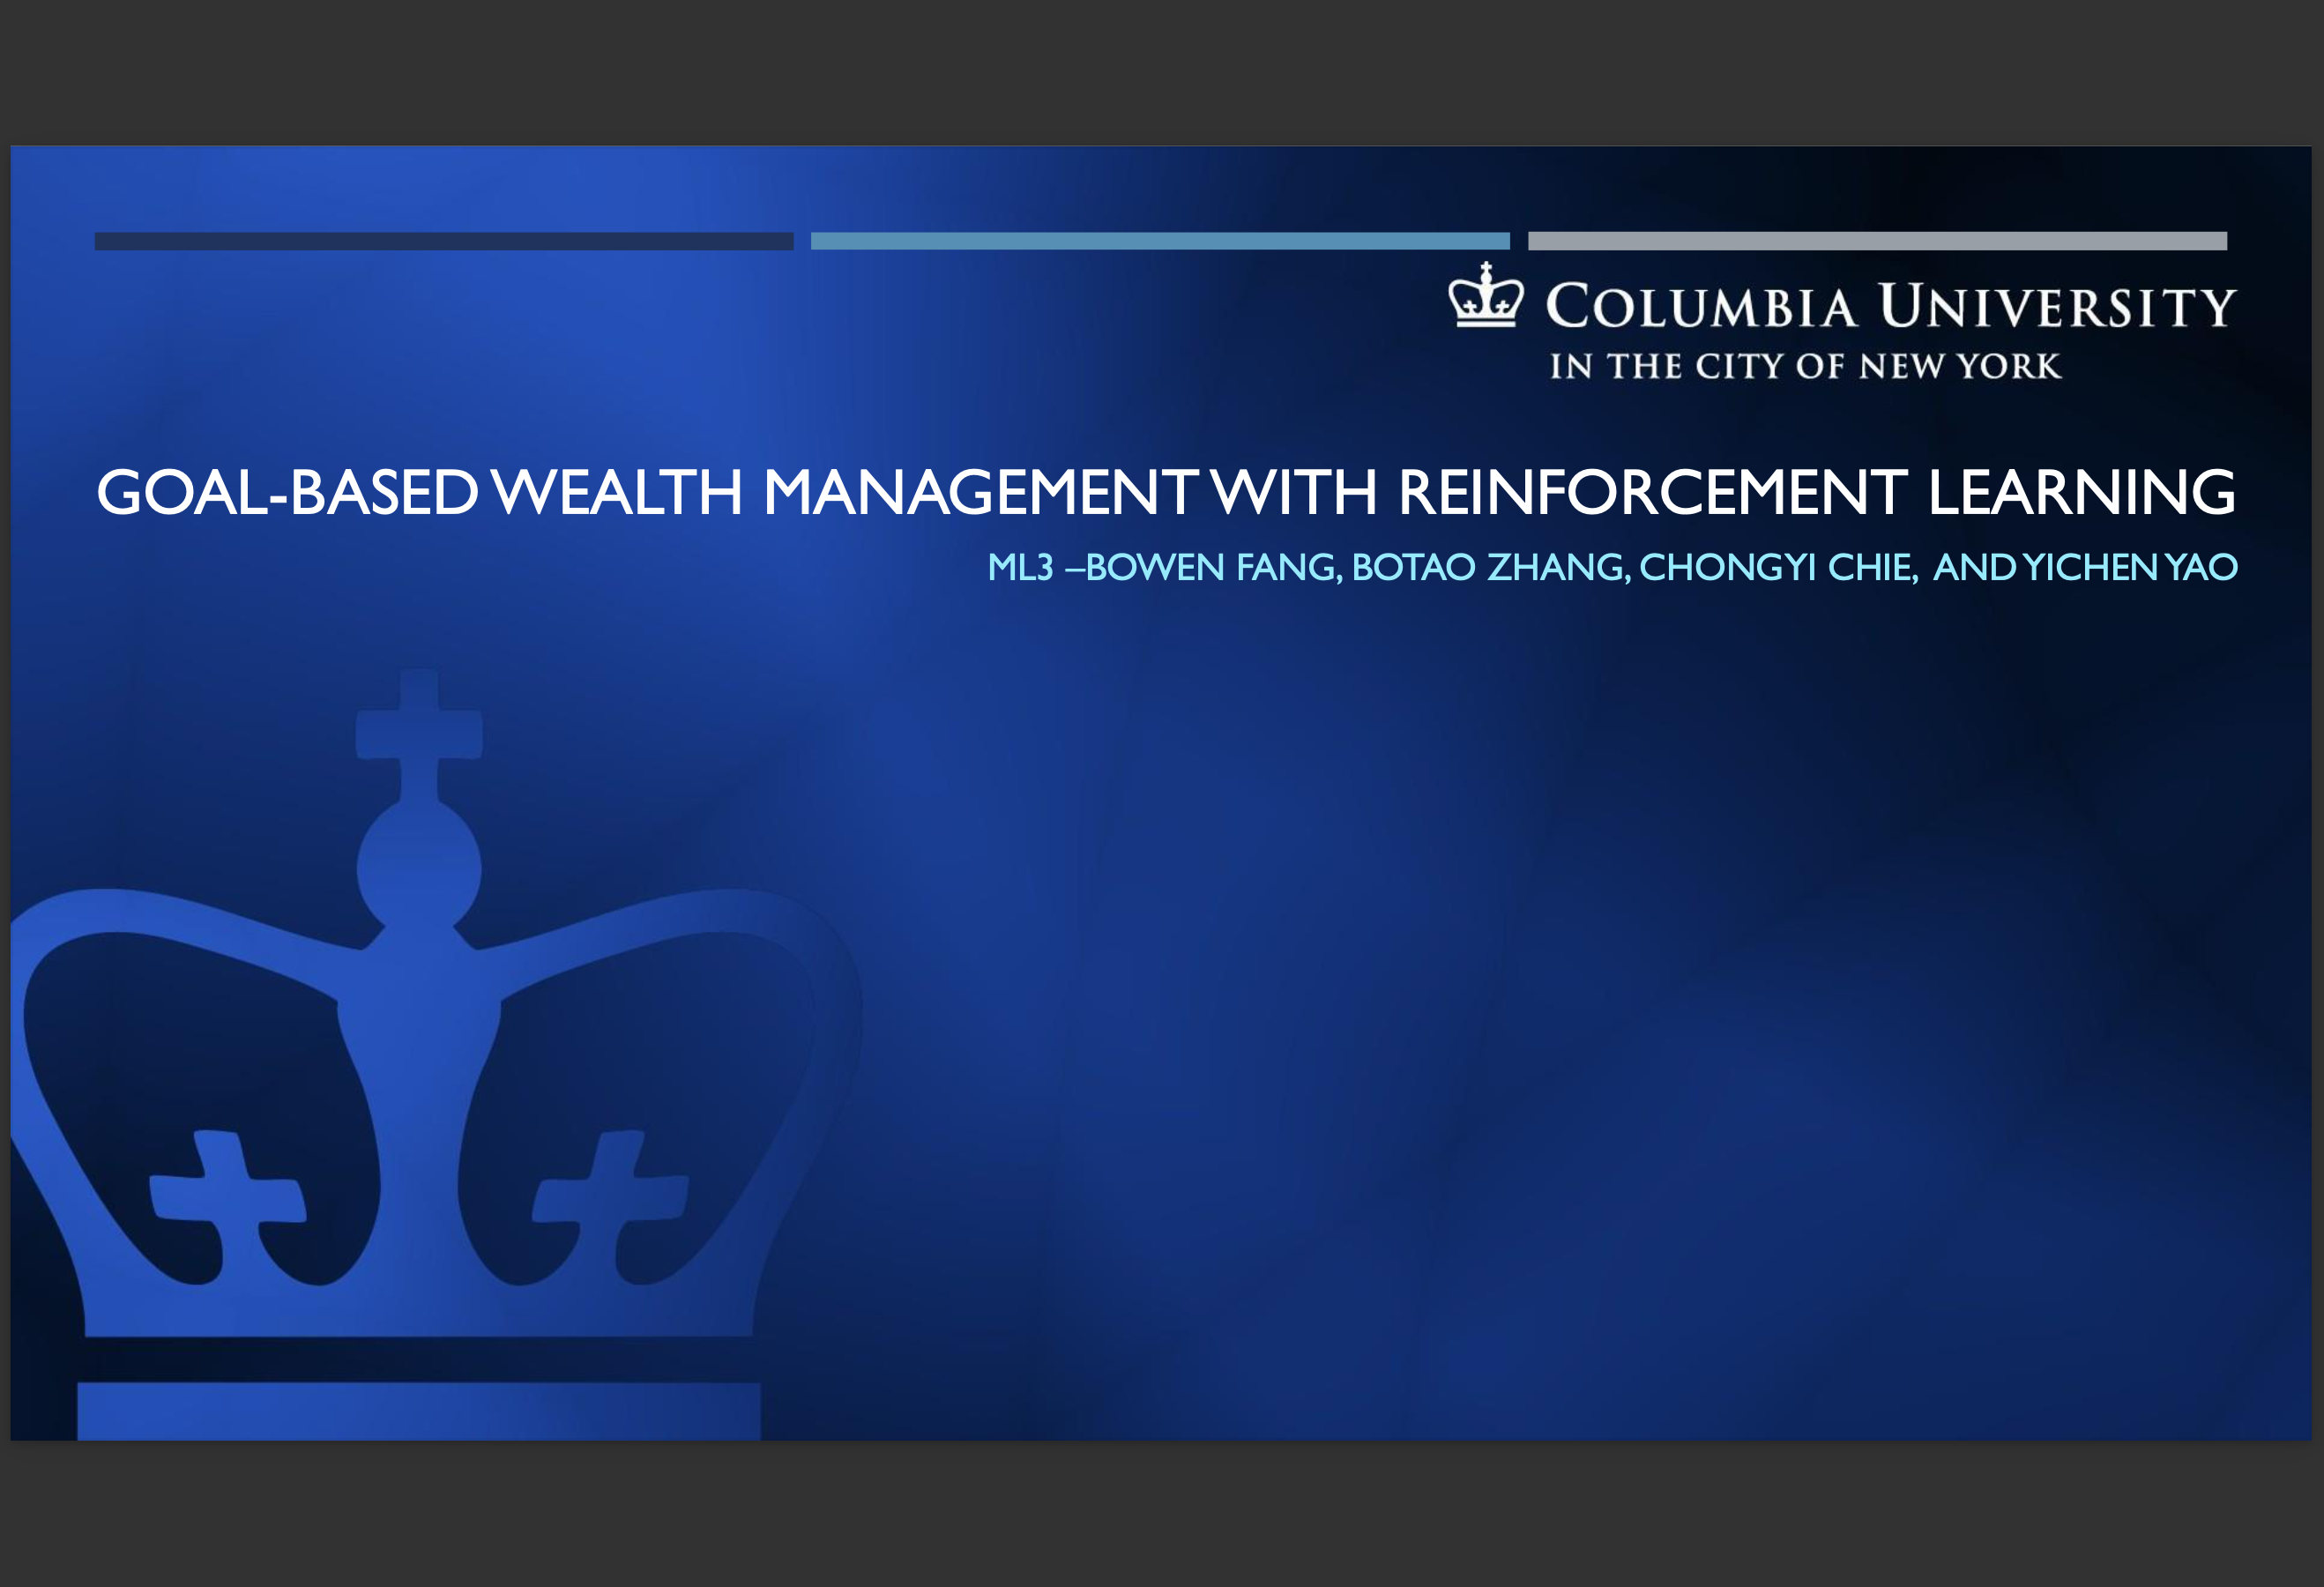 COLUMBIA UNIVERSITY
IN THE CITY OF NEW YORK
GOAL-BASED WEALTH MANAGEMENT WITH REINFORCEMENT LEARNING
ML3 –BOWEN FANG, BOTAO ZHANG, CHONGYI CHIE, AND YICHEN YAO